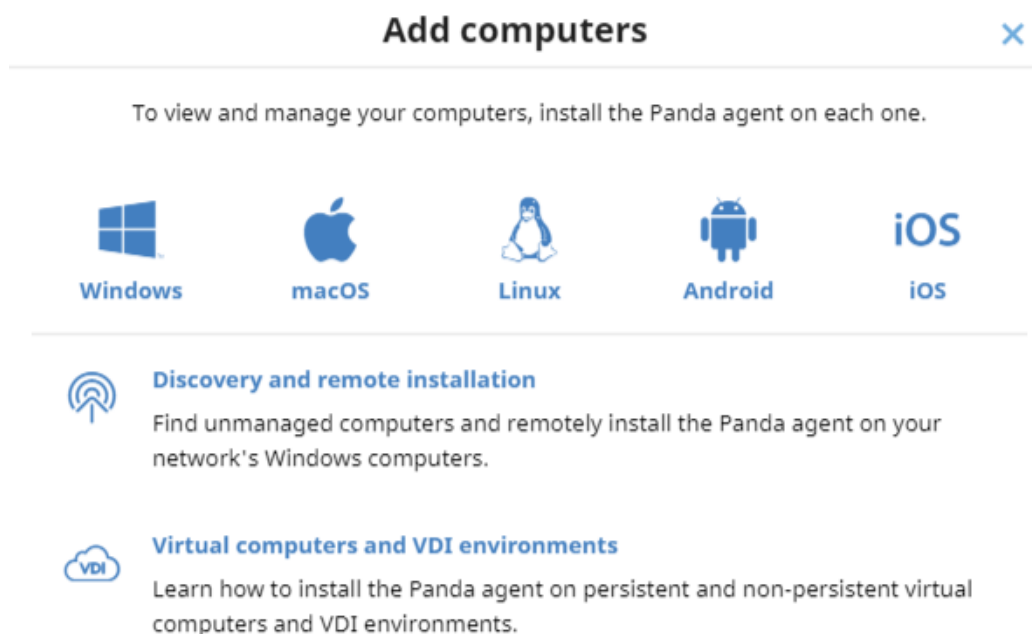 Add computers
To view and manage your computers, install the Panda agent on each one.
iOS
Windows macOS Linux Android iOS
Discovery and remote installation
Find unmanaged computers and remotely install the Panda agent on your
network's Windows computers.
Virtual computers and VDI environments
VDI
Learn how to install the Panda agent on persistent and non-persistent virtual
computers and VDI environments.